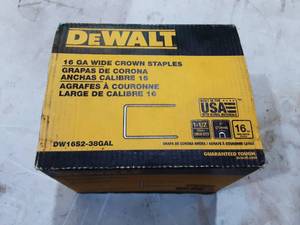 DEWALT
16 GA WIDE CROWN STAPLES
GRAPAS DE CORONA
ANCHAS CALIBRE 16
AGRAFES À COURONNE
LARGE DE CALIBRE 16
USA
1-1/2
16
DW16S2-38GAL
GUARANTEED TOUGH